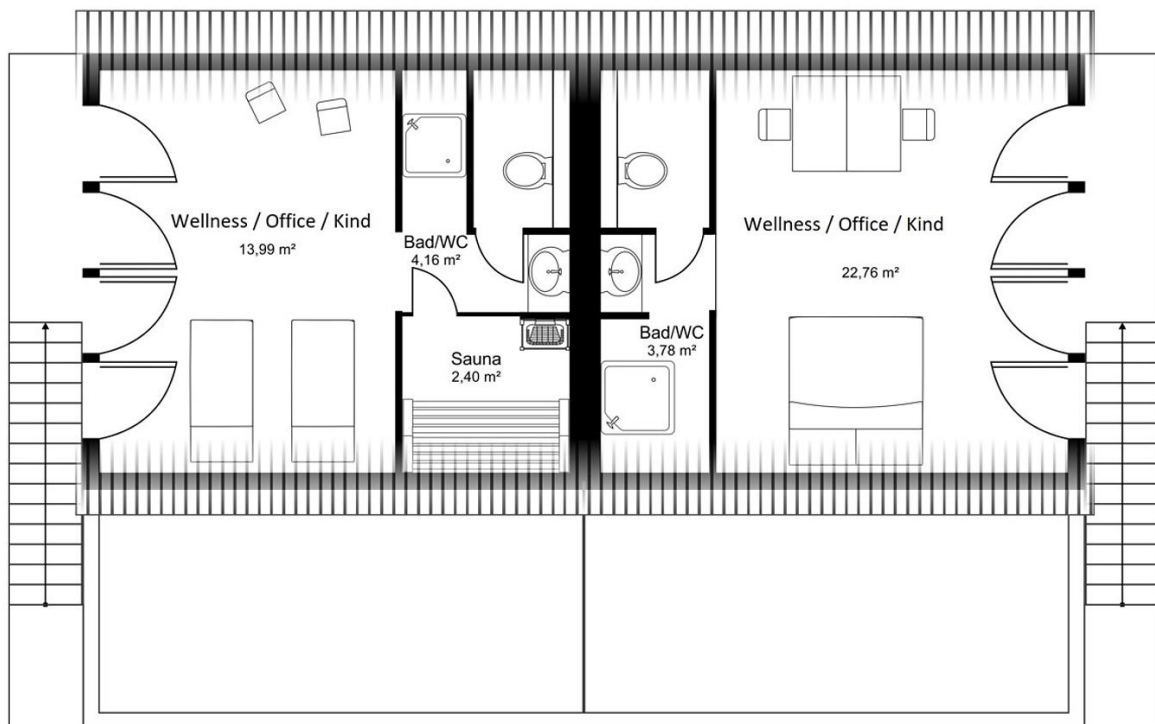 Wellness / Office / Kind
13,99 m²
Bad/WC
4,16 m²
Sauna
2,40 m²
Wellness / Office / Kind
22,76 m²
Bad/WC
3,78 m²